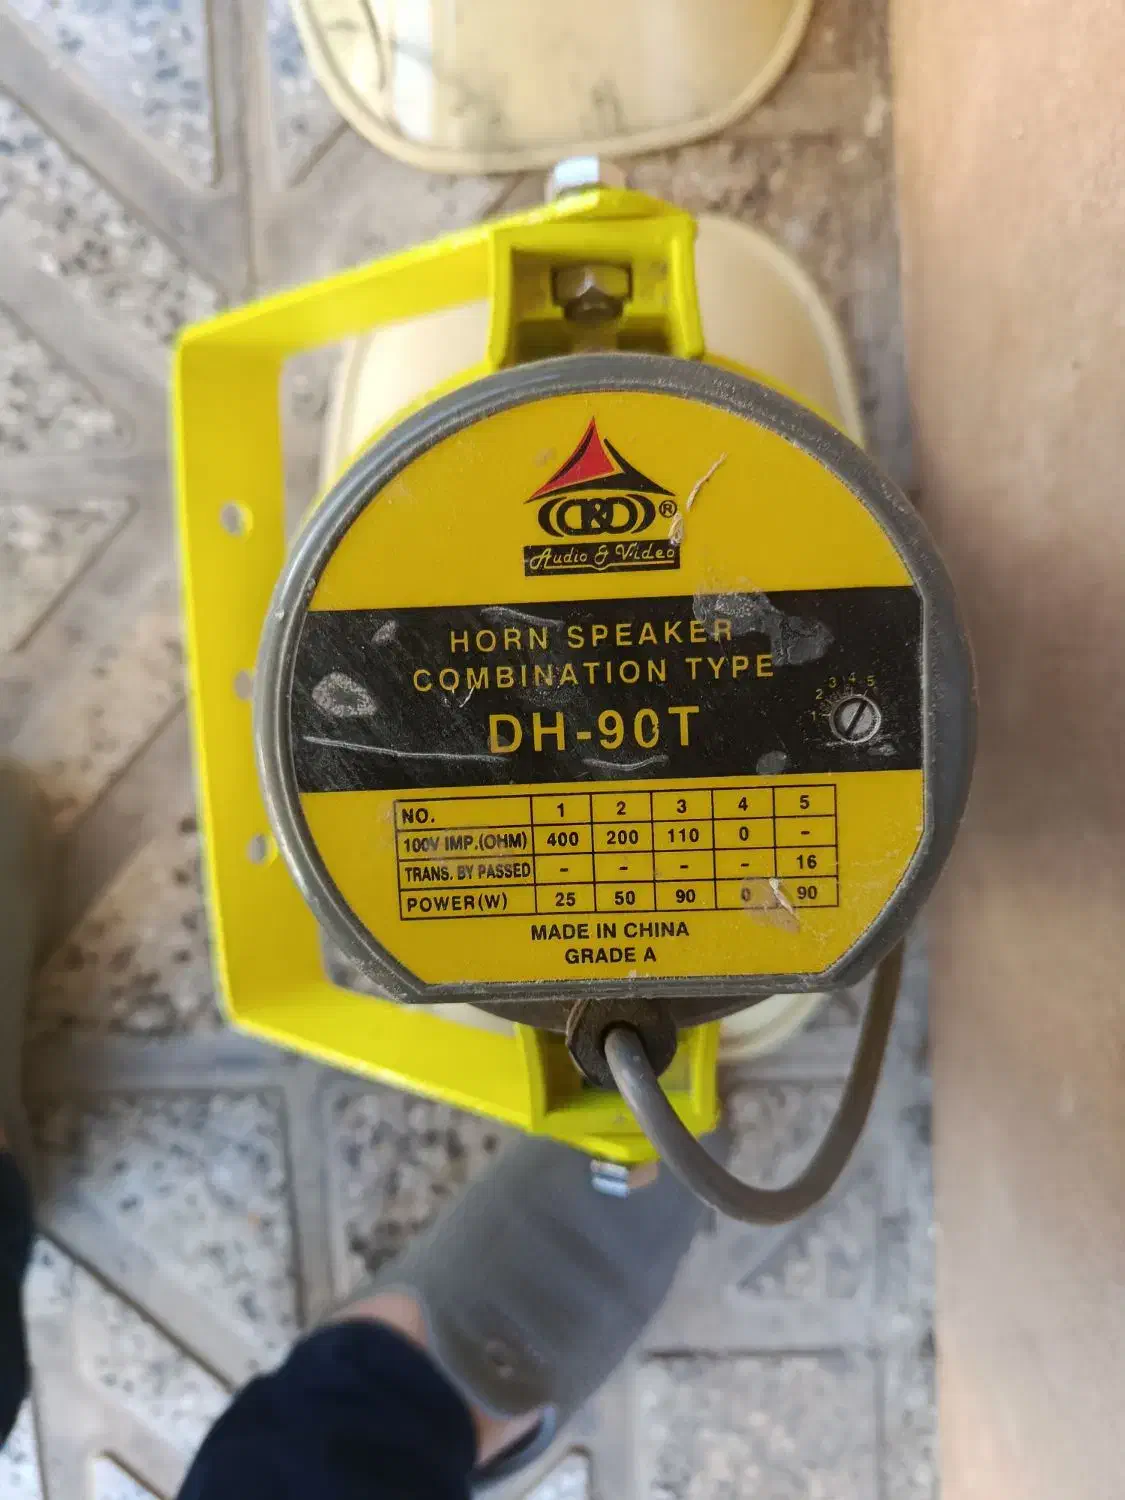 D&D®
Audio & Video
HORN SPEAKER
COMBINATION TYPE
DH-90T
1 2 3 4 5
NO. 1 2 3 4 5
100V IMP.(OHM) 400 200 110 0 -
TRANS. BY PASSED - - - - 16
POWER(W) 25 50 90 0 90
MADE IN CHINA
GRADE A